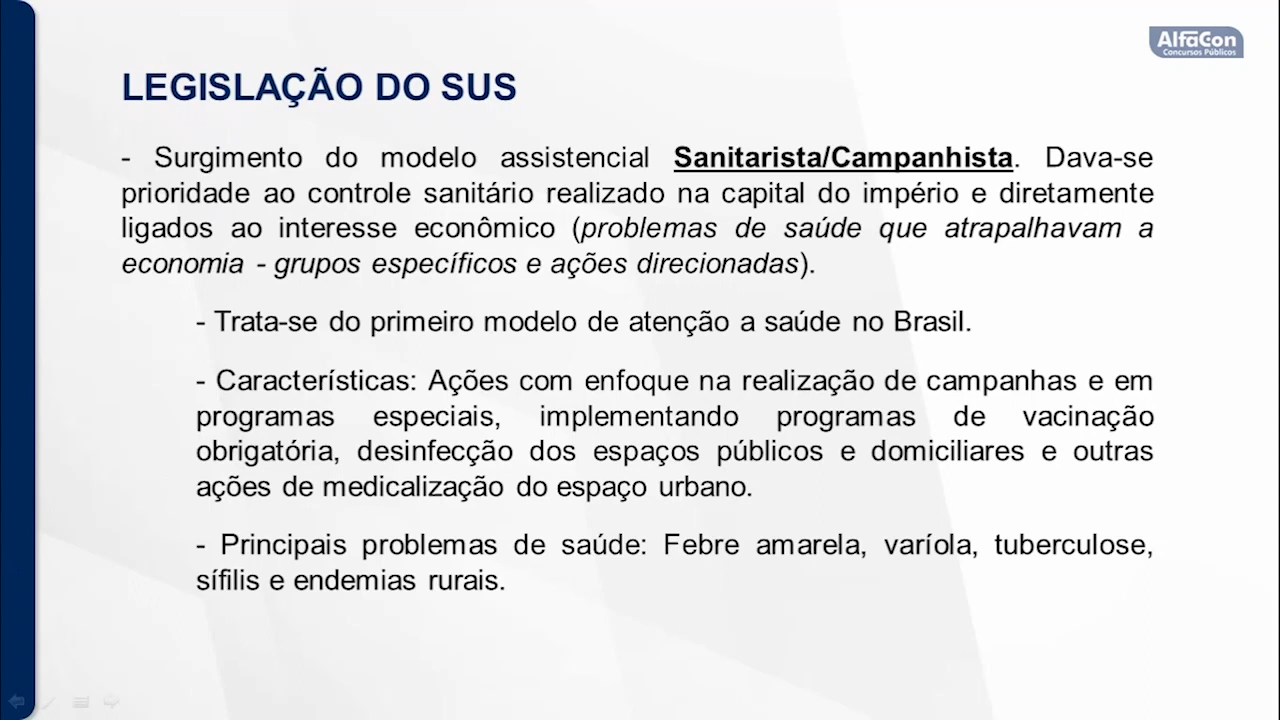 AlfaCon
Concursos Públicos
LEGISLAÇÃO DO SUS
- Surgimento do modelo assistencial Sanitarista/Campanhista. Dava-se
prioridade ao controle sanitário realizado na capital do império e diretamente
ligados ao interesse econômico (problemas de saúde que atrapalhavam a
economia - grupos específicos e ações direcionadas).
- Trata-se do primeiro modelo de atenção a saúde no Brasil.
- Características: Ações com enfoque na realização de campanhas e em
programas especiais, implementando programas de vacinação
obrigatória, desinfecção dos espaços públicos e domiciliares e outras
ações de medicalização do espaço urbano.
- Principais problemas de saúde: Febre amarela, varíola, tuberculose,
sífilis e endemias rurais.